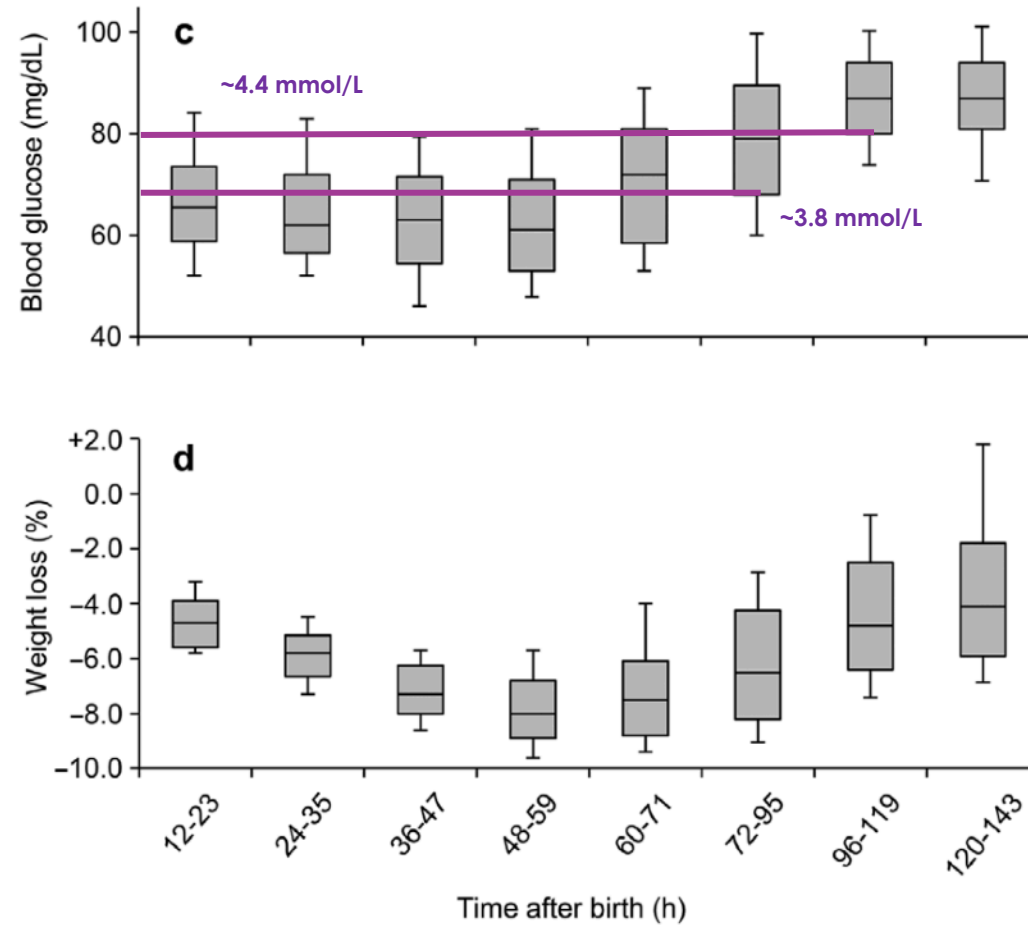 c
Blood glucose (mg/dL)
100
80
60
40
~4.4 mmol/L
~3.8 mmol/L
d
Weight loss (%)
+2.0
0.0
–2.0
–4.0
–6.0
–8.0
–10.0
12-23
24-35
36-47
48-59
60-71
72-95
96-119
120-143
Time after birth (h)